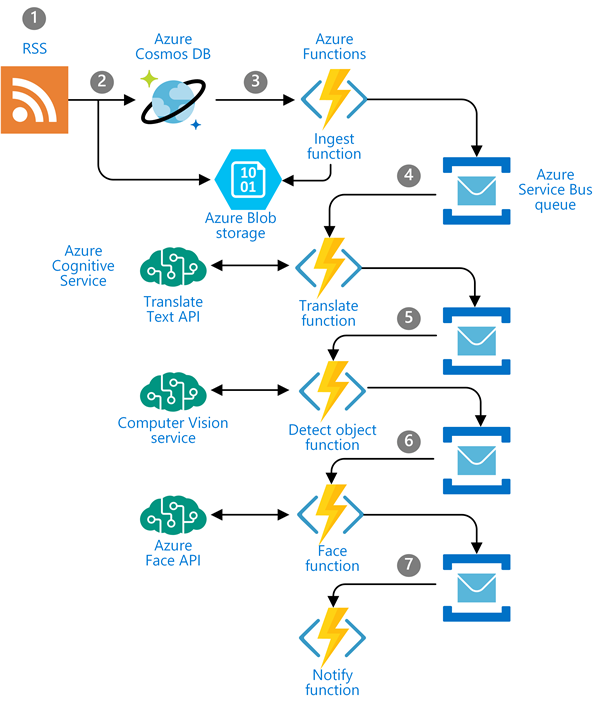 1
RSS
Azure
Cosmos DB
Azure
Functions
2
3
Ingest
function
10
01
Azure Blob
storage
4
Azure
Service Bus
queue
Azure
Cognitive
Service
Translate
Text API
Translate
function
5
Computer Vision
service
Detect object
function
6
Azure
Face API
Face
function
7
Notify
function